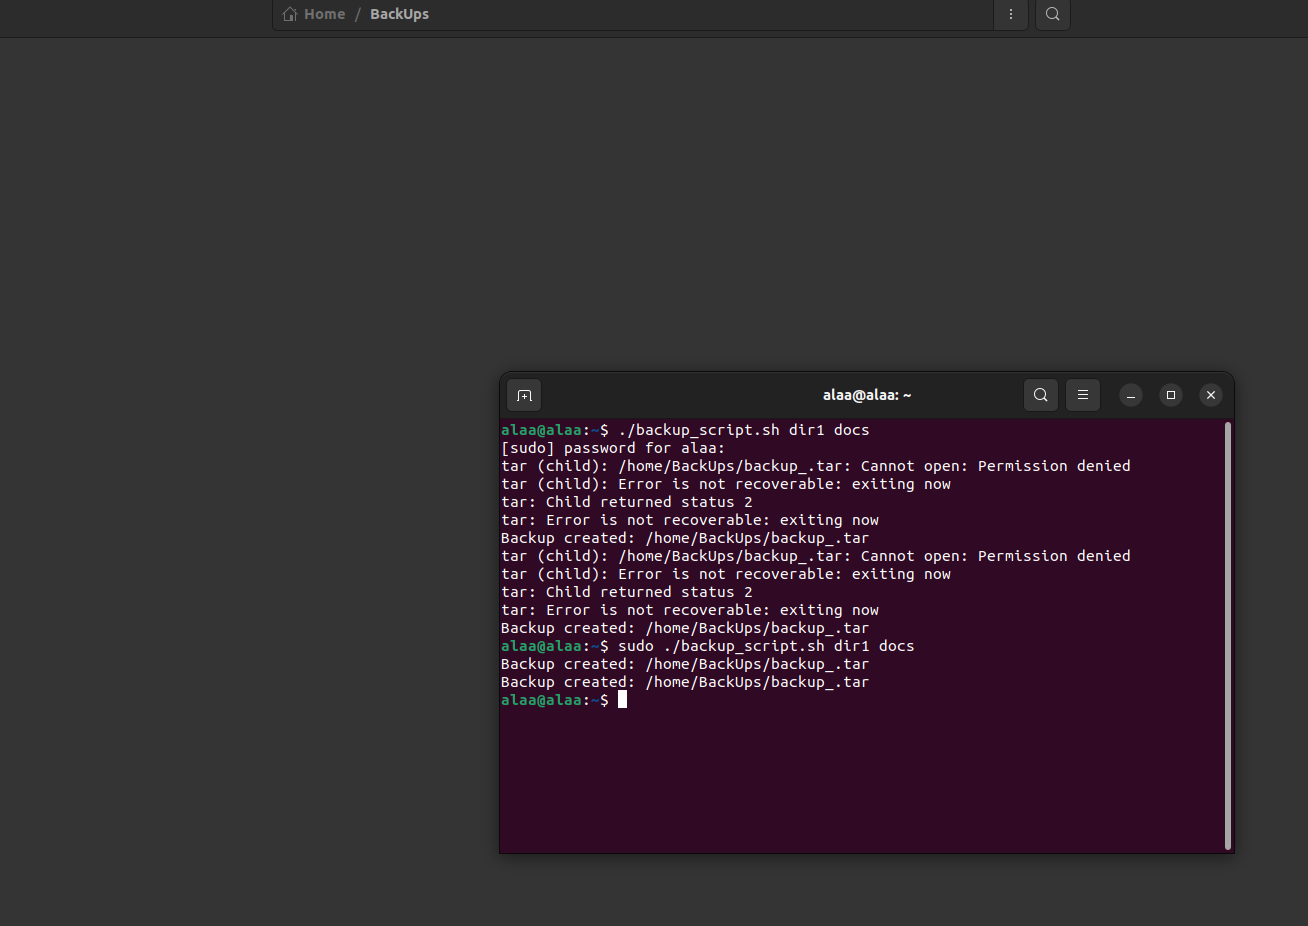 Home / BackUps
alaa@alaa: ~
alaa@alaa:~$ ./backup_script.sh dir1 docs
[sudo] password for alaa:
tar (child): /home/BackUps/backup_.tar: Cannot open: Permission denied
tar (child): Error is not recoverable: exiting now
tar: Child returned status 2
tar: Error is not recoverable: exiting now
Backup created: /home/BackUps/backup_.tar
tar (child): /home/BackUps/backup_.tar: Cannot open: Permission denied
tar (child): Error is not recoverable: exiting now
tar: Child returned status 2
tar: Error is not recoverable: exiting now
Backup created: /home/BackUps/backup_.tar
alaa@alaa:~$ sudo ./backup_script.sh dir1 docs
Backup created: /home/BackUps/backup_.tar
Backup created: /home/BackUps/backup_.tar
alaa@alaa:~$